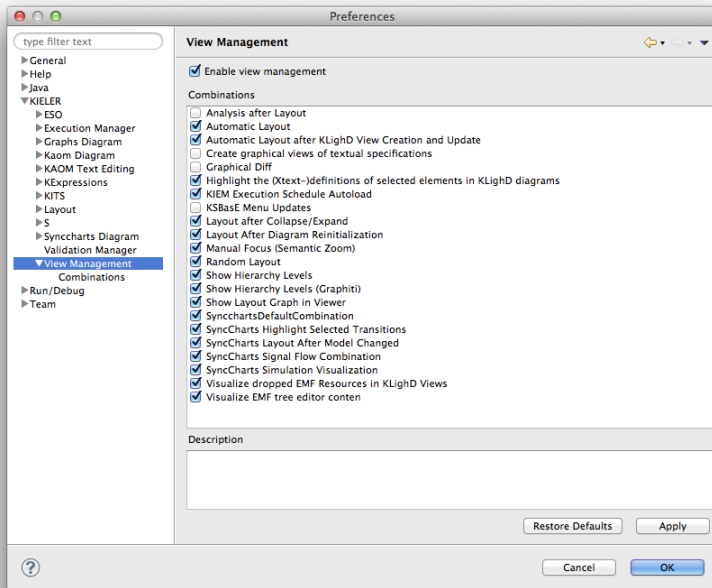 Preferences
type filter text
General
Help
Java
KIELER
ESO
Execution Manager
Graphs Diagram
Kaom Diagram
KAOM Text Editing
KExpressions
KITS
Layout
S
Synccharts Diagram
Validation Manager
View Management
Combinations
Run/Debug
Team
View Management
Enable view management
Combinations
Analysis after Layout
Automatic Layout
Automatic Layout after KLighD View Creation and Update
Create graphical views of textual specifications
Graphical Diff
Highlight the (Xtext-)definitions of selected elements in KLighD diagrams
KIEM Execution Schedule Autoload
KSBasE Menu Updates
Layout after Collapse/Expand
Layout After Diagram Reinitialization
Manual Focus (Semantic Zoom)
Random Layout
Show Hierarchy Levels
Show Hierarchy Levels (Graphiti)
Show Layout Graph in Viewer
SyncchartsDefaultCombination
SyncCharts Highlight Selected Transitions
SyncCharts Layout After Model Changed
SyncCharts Signal Flow Combination
SyncCharts Simulation Visualization
Visualize dropped EMF Resources in KLighD Views
Visualize EMF tree editor conten
Description
Restore Defaults
Apply
?
Cancel
OK